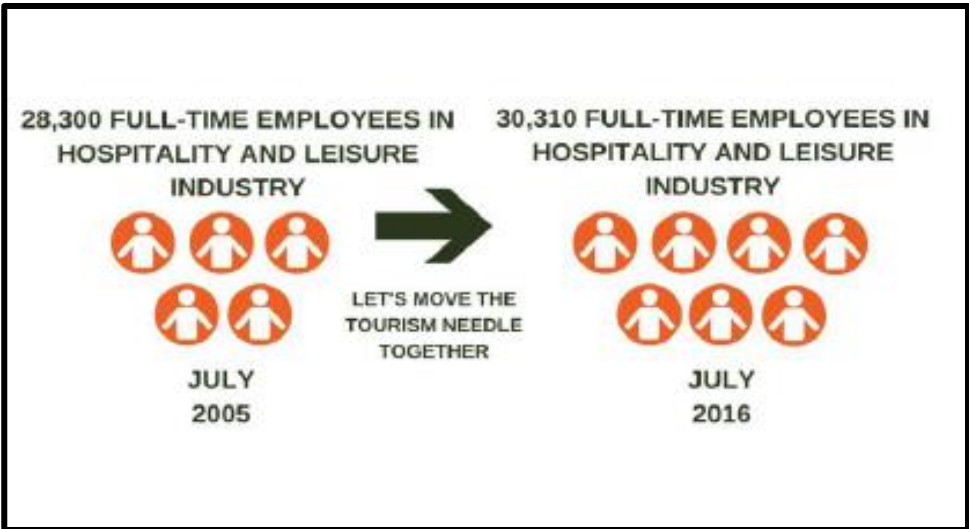 28,300 FULL-TIME EMPLOYEES IN
HOSPITALITY AND LEISURE
INDUSTRY
JULY
2005
LET'S MOVE THE
TOURISM NEEDLE
TOGETHER
30,310 FULL-TIME EMPLOYEES IN
HOSPITALITY AND LEISURE
INDUSTRY
JULY
2016